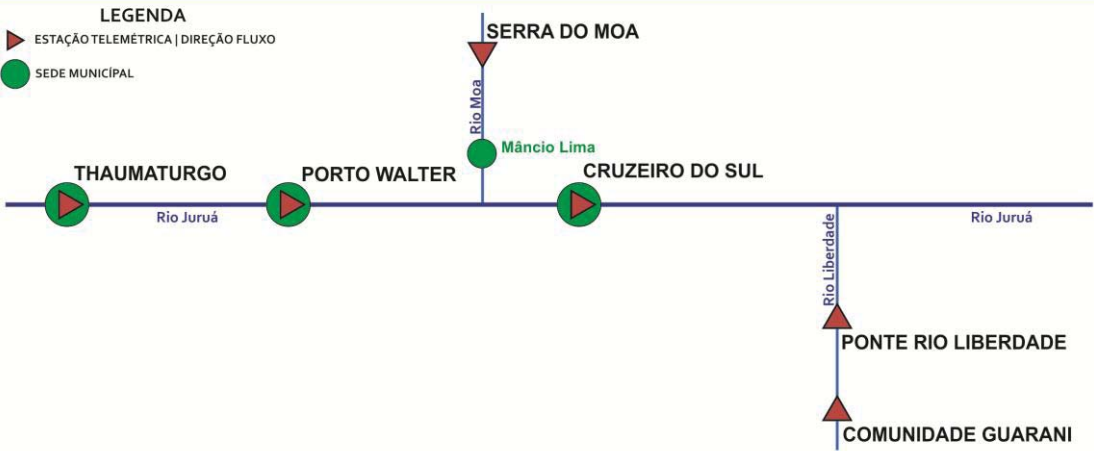 LEGENDA
ESTAÇÃO TELEMÉTRICA | DIREÇÃO FLUXO
SEDE MUNICÍPAL
SERRA DO MOA
Rio Moa
Mâncio Lima
THAUMATURGO
PORTO WALTER
CRUZEIRO DO SUL
Rio Juruá
Rio Juruá
Rio Liberdade
PONTE RIO LIBERDADE
COMUNIDADE GUARANI